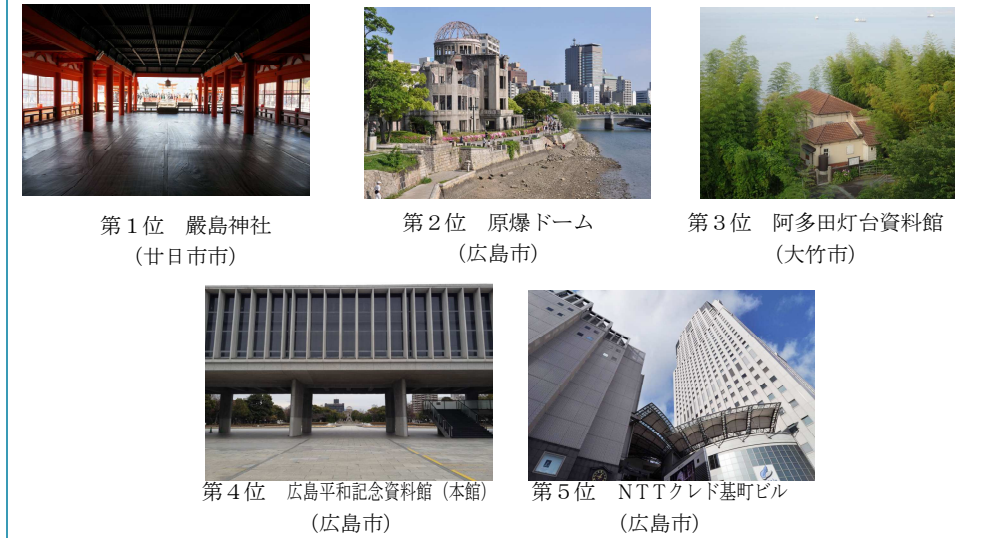 第１位　嚴島神社
（廿日市市）
第２位　原爆ドーム
（広島市）
第３位　阿多田灯台資料館
（大竹市）
第４位　広島平和記念資料館（本館）
（広島市）
第５位　ＮＴＴクレド基町ビル
（広島市）